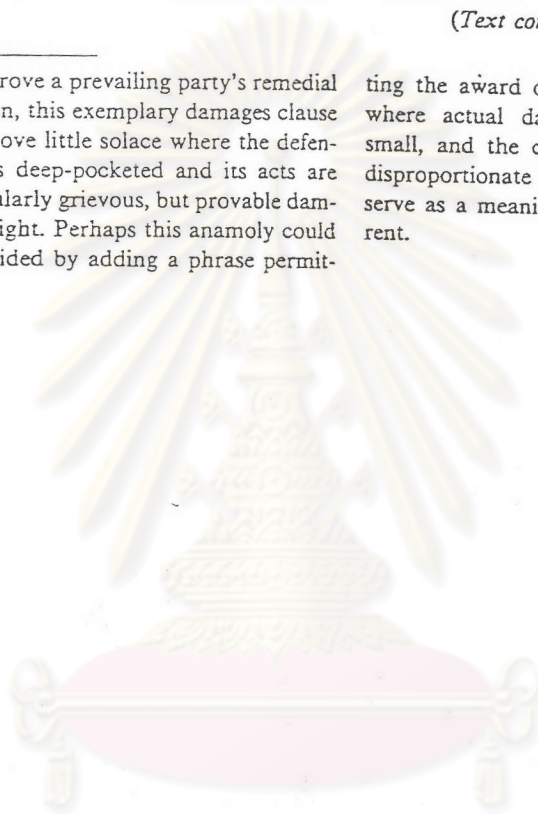 (Text co
rove a prevailing party's remedial
n, this exemplary damages clause
ove little solace where the defen-
s deep-pocketed and its acts are
ularly grievous, but provable dam-
ight. Perhaps this anamoly could
ided by adding a phrase permit-
ting the award
where actual da
small, and the
disproportionate
serve as a meani
rent.